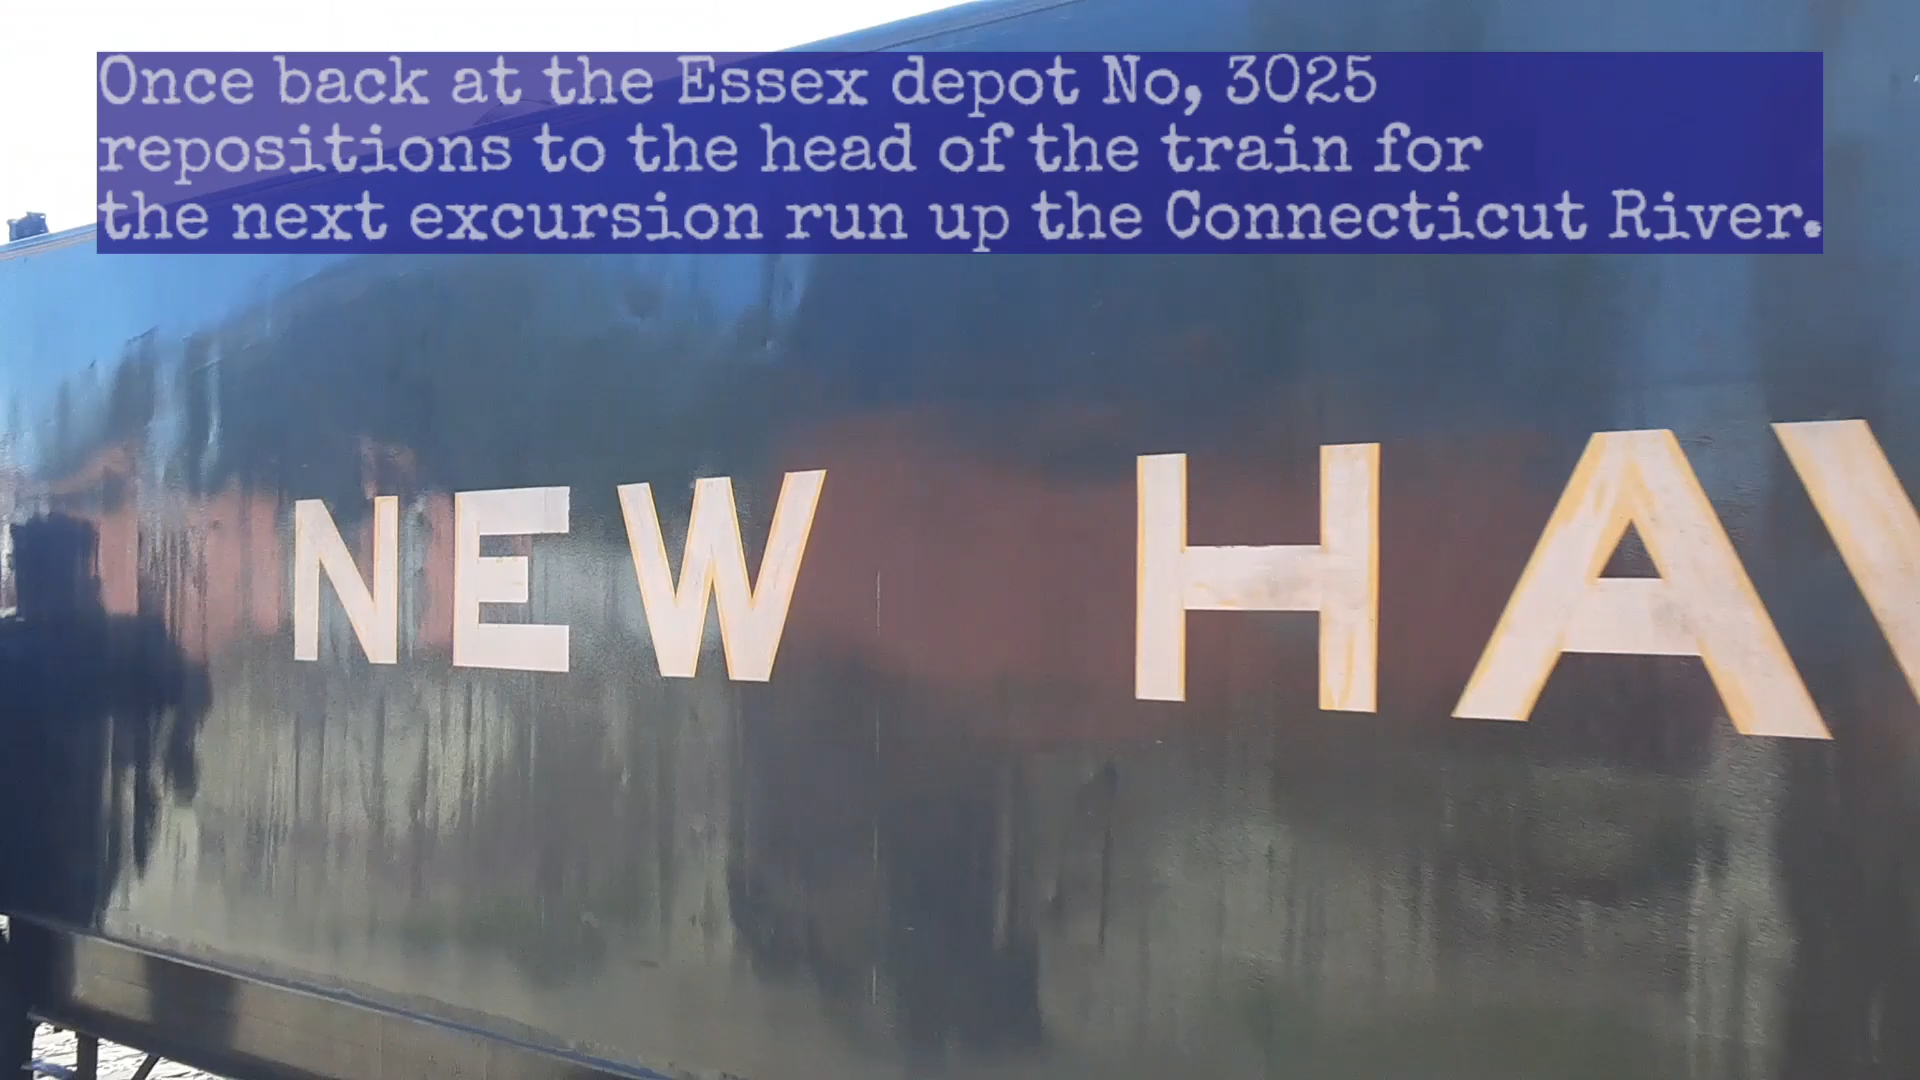 Once back at the Essex depot No, 3025
repositions to the head of the train for
the next excursion run up the Connecticut River.
NEW HAV